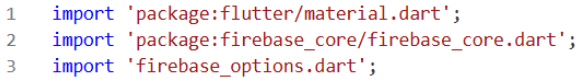 1 import 'package:flutter/material.dart';
2 import 'package:firebase_core/firebase_core.dart';
3 import 'firebase_options.dart';